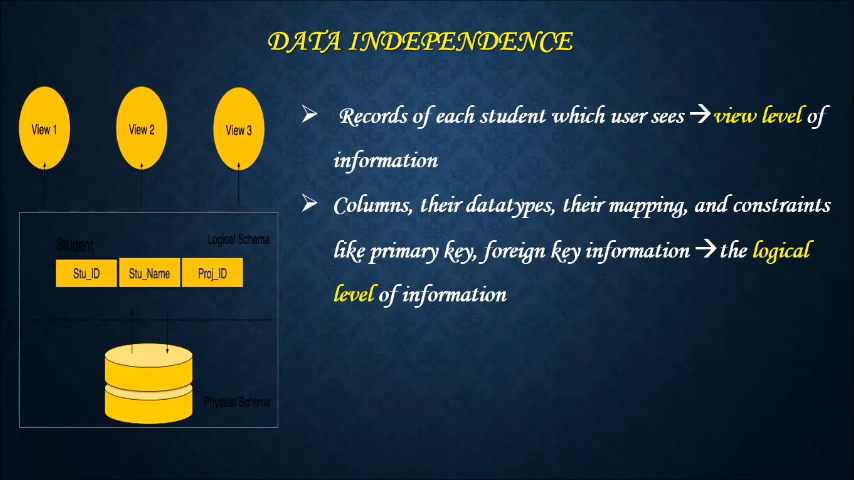 DATA INDEPENDENCE
View 1
View 2
View 3
Student
Logical Schema
Stu_ID
Stu_Name
Proj_ID
Physical Schema
➢ Records of each student which user sees → view level of
information
➢ Columns, their datatypes, their mapping, and constraints
like primary key, foreign key information → the logical
level of information